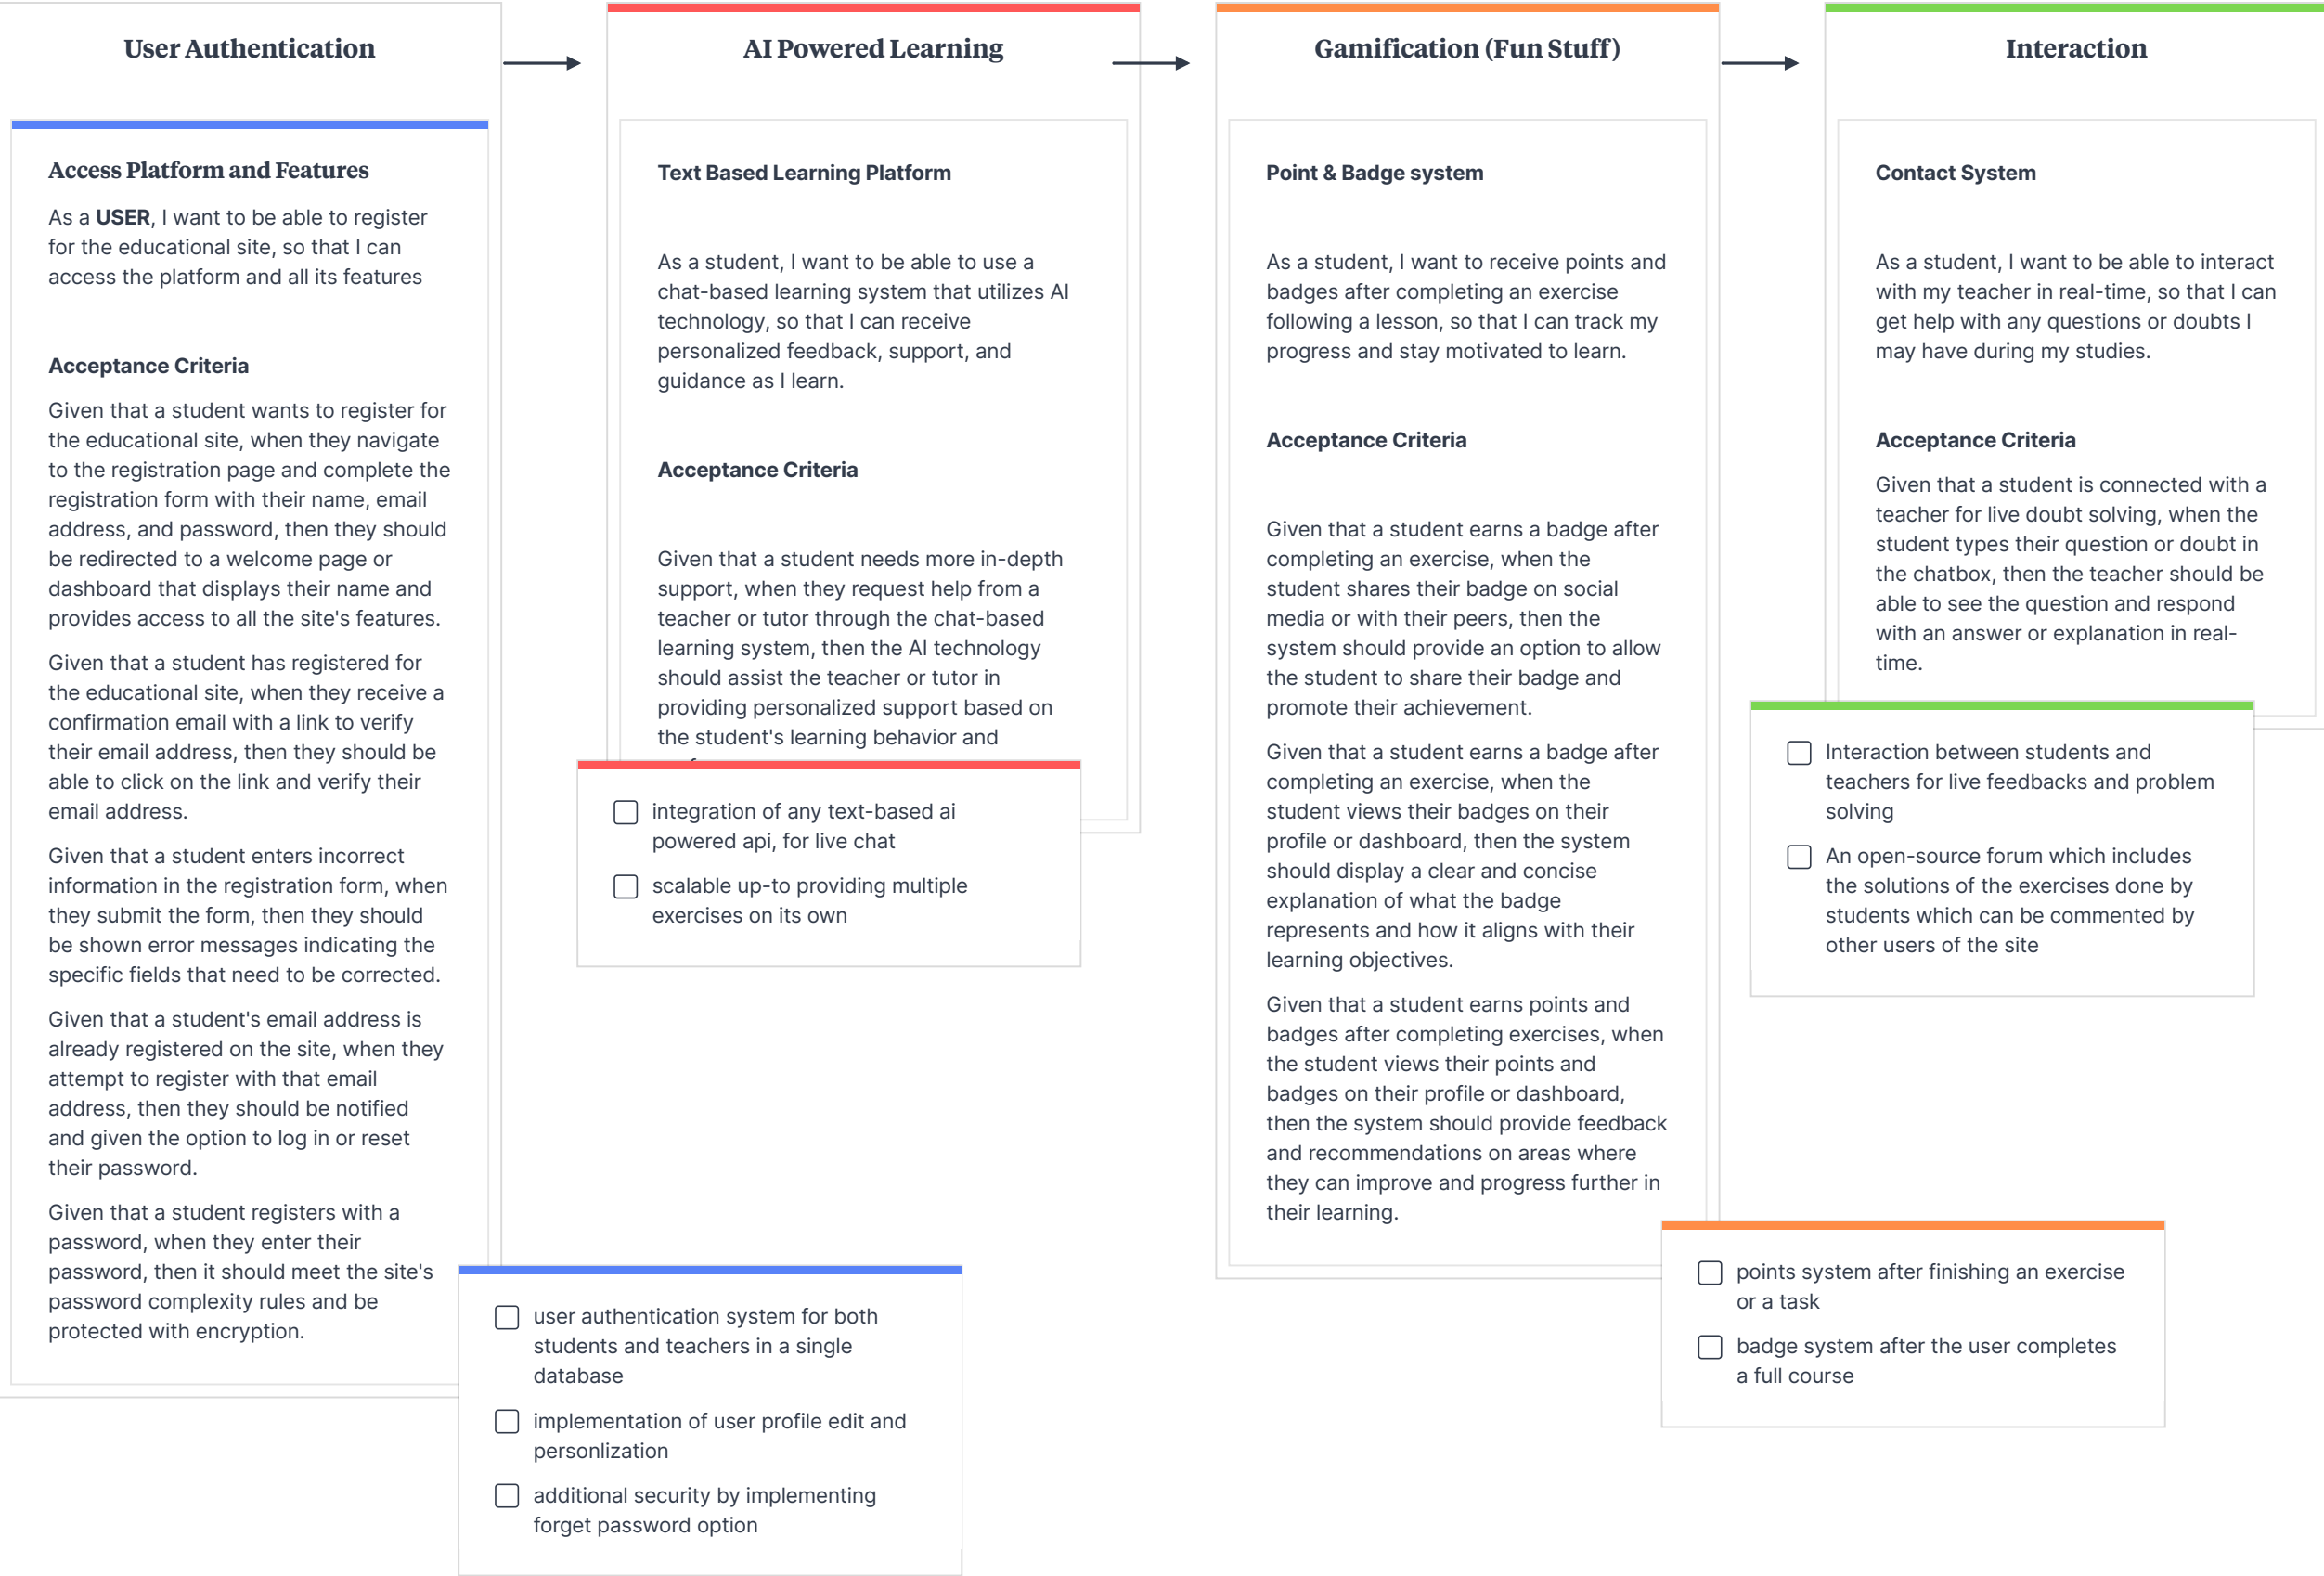 User Authentication
Access Platform and Features
As a USER, I want to be able to register
for the educational site, so that I can
access the platform and all its features
Acceptance Criteria
Given that a student wants to register for
the educational site, when they navigate
to the registration page and complete the
registration form with their name, email
address, and password, then they should
be redirected to a welcome page or
dashboard that displays their name and
provides access to all the site's features.
Given that a student has registered for
the educational site, when they receive a
confirmation email with a link to verify
their email address, then they should be
able to click on the link and verify their
email address.
Given that a student enters incorrect
information in the registration form, when
they submit the form, then they should
be shown error messages indicating the
specific fields that need to be corrected.
Given that a student's email address is
already registered on the site, when they
attempt to register with that email
address, then they should be notified
and given the option to log in or reset
their password.
Given that a student registers with a
password, when they enter their
password, then it should meet the site's
password complexity rules and be
protected with encryption.
user authentication system for both
students and teachers in a single
database
implementation of user profile edit and
personlization
additional security by implementing
forget password option
AI Powered Learning
Text Based Learning Platform
As a student, I want to be able to use a
chat-based learning system that utilizes AI
technology, so that I can receive
personalized feedback, support, and
guidance as I learn.
Acceptance Criteria
Given that a student needs more in-depth
support, when they request help from a
teacher or tutor through the chat-based
learning system, then the AI technology
should assist the teacher or tutor in
providing personalized support based on
the student's learning behavior and
integration of any text-based ai
powered api, for live chat
scalable up-to providing multiple
exercises on its own
Gamification (Fun Stuff)
Point & Badge system
As a student, I want to receive points and
badges after completing an exercise
following a lesson, so that I can track my
progress and stay motivated to learn.
Acceptance Criteria
Given that a student earns a badge after
completing an exercise, when the
student shares their badge on social
media or with their peers, then the
system should provide an option to allow
the student to share their badge and
promote their achievement.
Given that a student earns a badge after
completing an exercise, when the
student views their badges on their
profile or dashboard, then the system
should display a clear and concise
explanation of what the badge
represents and how it aligns with their
learning objectives.
Given that a student earns points and
badges after completing exercises, when
the student views their points and
badges on their profile or dashboard,
then the system should provide feedback
and recommendations on areas where
they can improve and progress further in
their learning.
points system after finishing an exercise
or a task
badge system after the user completes
a full course
Interaction
Contact System
As a student, I want to be able to interact
with my teacher in real-time, so that I can
get help with any questions or doubts I
may have during my studies.
Acceptance Criteria
Given that a student is connected with a
teacher for live doubt solving, when the
student types their question or doubt in
the chatbox, then the teacher should be
able to see the question and respond
with an answer or explanation in real-
time.
Interaction between students and
teachers for live feedbacks and problem
solving
An open-source forum which includes
the solutions of the exercises done by
students which can be commented by
other users of the site